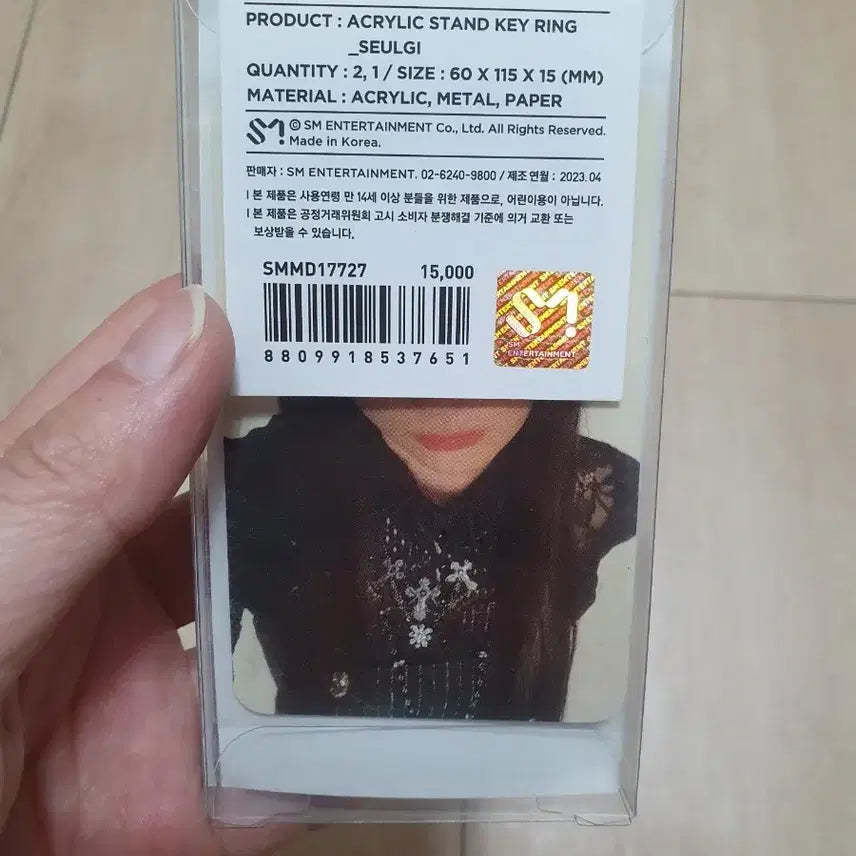 PRODUCT : ACRYLIC STAND KEY RING
_SEULGI
QUANTITY : 2, 1 / SIZE : 60 X 115 X 15 (MM)
MATERIAL : ACRYLIC, METAL, PAPER
SM
© SM ENTERTAINMENT Co., Ltd. All Rights Reserved.
Made in Korea.
판매자 : SM ENTERTAINMENT. 02-6240-9800 / 제조 연월 : 2023.04
| 본 제품은 사용연령 만 14세 이상 분들을 위한 제품으로, 어린이용이 아닙니다.
| 본 제품은 공정거래위원회 고시 소비자 분쟁해결 기준에 의거 교환 또는
보상받을 수 있습니다.
SMMD17727 15,000
8809918537651
SM
SM
ENTERTAINMENT